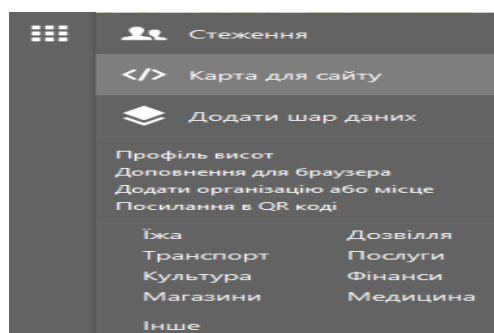 Стеження
</> Карта для сайту
Додати шар даних
Профіль висот
Доповнення для браузера
Додати організацію або місце
Посилання в QR коді
Їжа Дозвілля
Транспорт Послуги
Культура Фінанси
Магазини Медицина
Інше